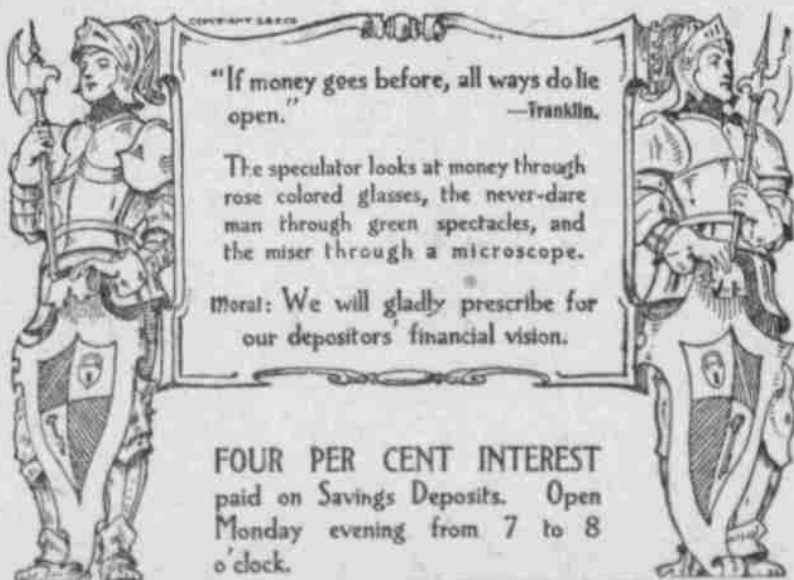 COPYRIGHT S.B.P.CO
"If money goes before, all ways do lie
open." —Franklin.
The speculator looks at money through
rose colored glasses, the never-dare
man through green spectacles, and
the miser through a microscope.
Moral: We will gladly prescribe for
our depositors' financial vision.
FOUR PER CENT INTEREST
paid on Savings Deposits. Open
Monday evening from 7 to 8
o'clock.